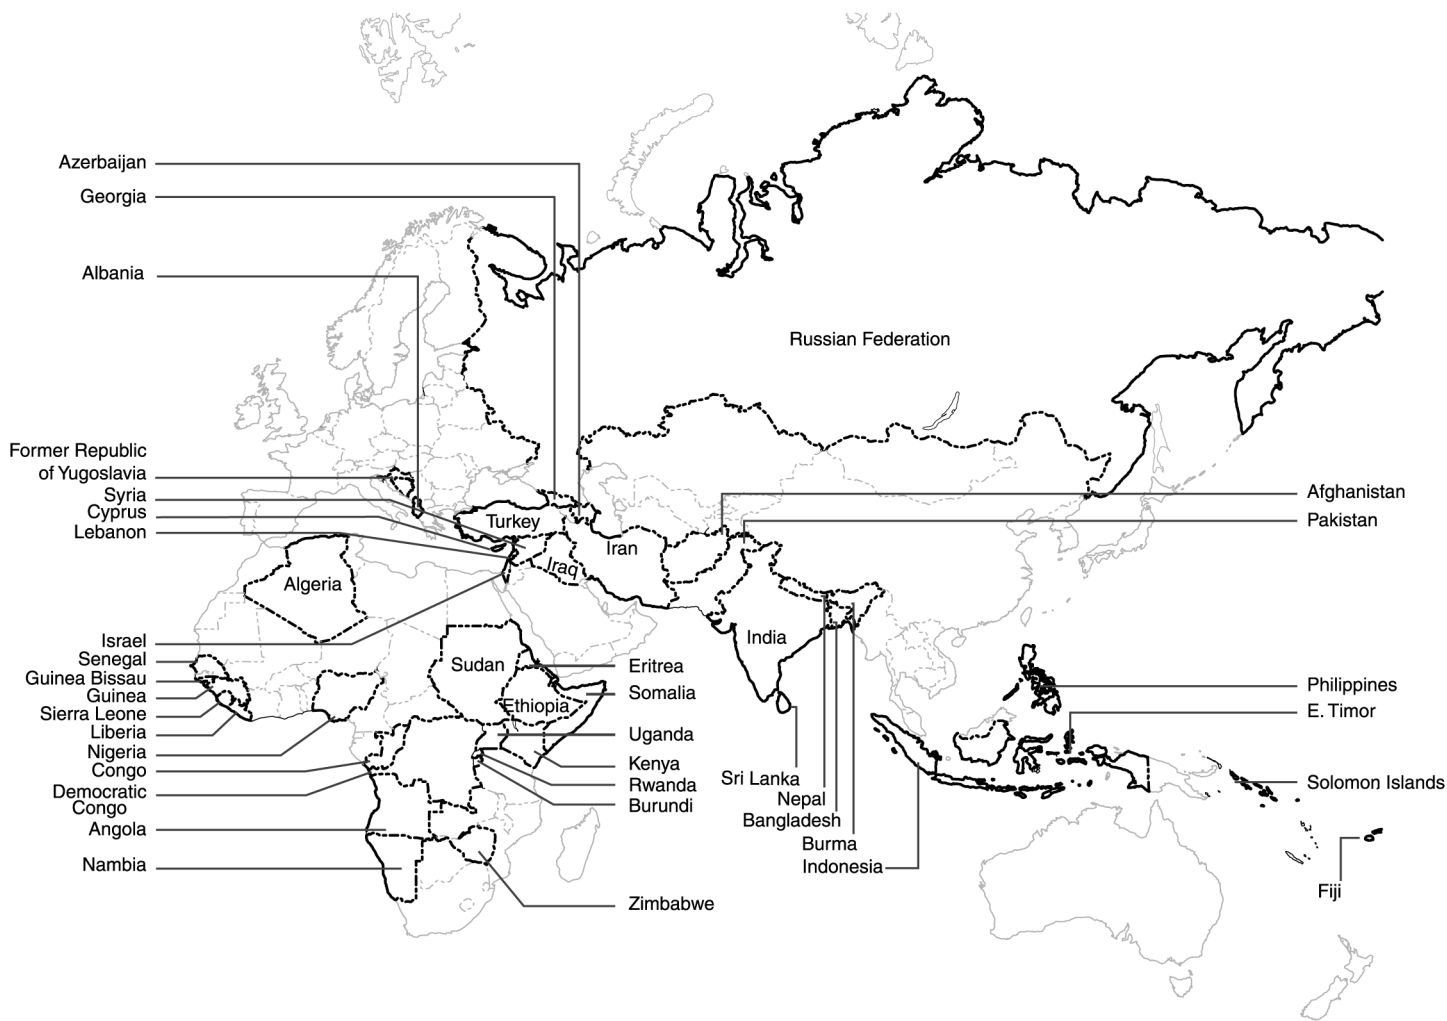 Azerbaijan
Georgia
Albania
Russian Federation
Former Republic
of Yugoslavia
Syria
Cyprus
Lebanon
Afghanistan
Pakistan
Turkey
Iran
Iraq
Algeria
India
Israel
Senegal
Guinea Bissau
Guinea
Sierra Leone
Liberia
Nigeria
Congo
Democratic
Congo
Angola
Nambia
Sudan
Ethiopia
Eritrea
Somalia
Uganda
Kenya
Rwanda
Burundi
Zimbabwe
Sri Lanka
Nepal
Bangladesh
Burma
Indonesia
Philippines
E. Timor
Solomon Islands
Fiji